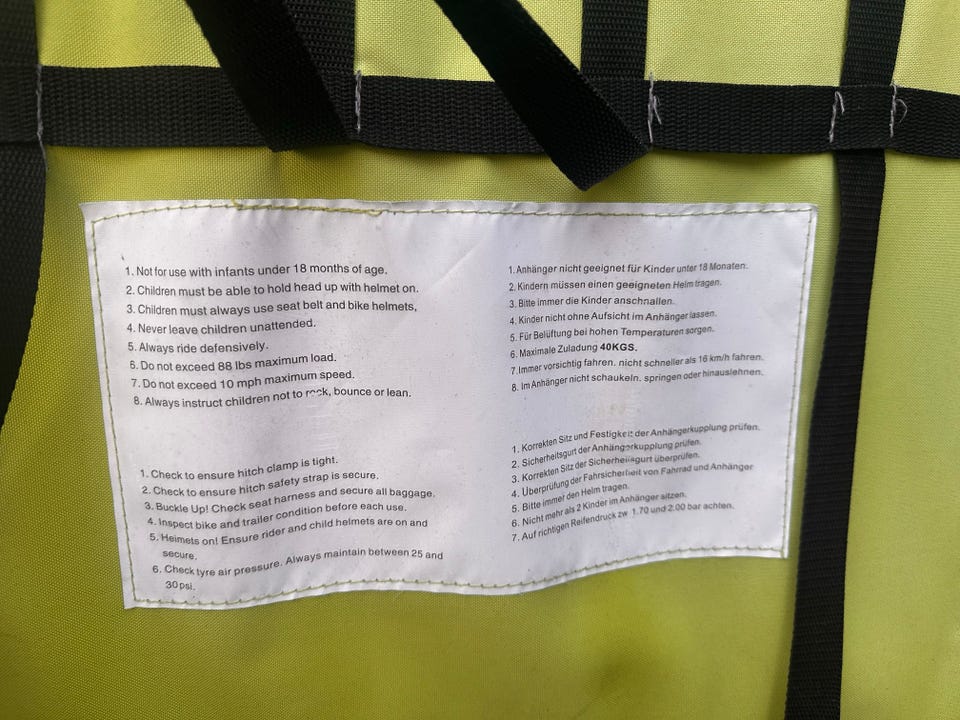 1. Not for use with infants under 18 months of age.
2. Children must be able to hold head up with helmet on.
3. Children must always use seat belt and bike helmets,
4. Never leave children unattended.
5. Always ride defensively.
6. Do not exceed 88 lbs maximum load.
7. Do not exceed 10 mph maximum speed.
8. Always instruct children not to rock, bounce or lean.
1. Check to ensure hitch clamp is tight.
2. Check to ensure hitch safety strap is secure.
3. Buckle Up! Check seat harness and secure all baggage.
4. Inspect bike and trailer condition before each use.
5. Helmets on! Ensure rider and child helmets are on and
secure.
6. Check tyre air pressure. Always maintain between 25 and
30 psi.
1. Anhänger nicht geeignet für Kinder unter 18 Monaten.
2. Kindern müssen einen geeigneten Helm tragen.
3. Bitte immer die Kinder anschnallen.
4. Kinder nicht ohne Aufsicht im Anhänger lassen.
5. Für Belüftung bei hohen Temperaturen sorgen.
6. Maximale Zuladung 40KGS.
7. Immer vorsichtig fahren. nicht schneller als 16 km/h fahren.
8. Im Anhänger nicht schaukeln. springen oder hinauslehnen.
1. Korrekten Sitz und Festigkeit der Anhängerkupplung prüfen.
2. Sicherheitsgurt der Anhängerkupplung prüfen.
3. Korrekten Sitz der Sicherheitsgurt überprüfen.
4. Überprüfung der Fahrsicherheit von Fahrrad und Anhänger
5. Bitte immer den Helm tragen.
6. Nicht mehr als 2 Kinder im Anhänger sitzen.
7. Auf richtigen Reifendruck zw 1.70 und 2.00 bar achten.